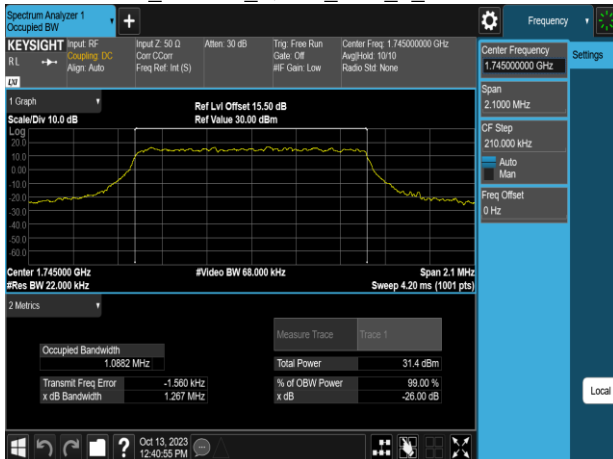 Spectrum Analyzer 1
Occupied BW
+
Frequency
KEYSIGHT
RL
LXI
Input: RF
Coupling: DC
Align: Auto
Input Z: 50 Ω
Corr CCorr
Freq Ref: Int (S)
Atten: 30 dB
Trig: Free Run
Gate: Off
#IF Gain: Low
Center Freq: 1.745000000 GHz
Avg|Hold: 10/10
Radio Std: None
Center Frequency
1.745000000 GHz
Settings
Span
2.1000 MHz
CF Step
210.000 kHz
Auto
Man
Freq Offset
0 Hz
Local
1 Graph
Scale/Div 10.0 dB
Ref Lvl Offset 15.50 dB
Ref Value 30.00 dBm
Log
20.0
10.0
0.00
-10.0
-20.0
-30.0
-40.0
-50.0
-60.0
Center 1.745000 GHz
#Video BW 68.000 kHz
Span 2.1 MHz
#Res BW 22.000 kHz
Sweep 4.20 ms (1001 pts)
2 Metrics
Measure Trace
Trace 1
Occupied Bandwidth
1.0882 MHz
Total Power
31.4 dBm
Transmit Freq Error
-1.560 kHz
% of OBW Power
99.00 %
x dB Bandwidth
1.267 MHz
x dB
-26.00 dB
?
Oct 13, 2023
12:40:55 PM